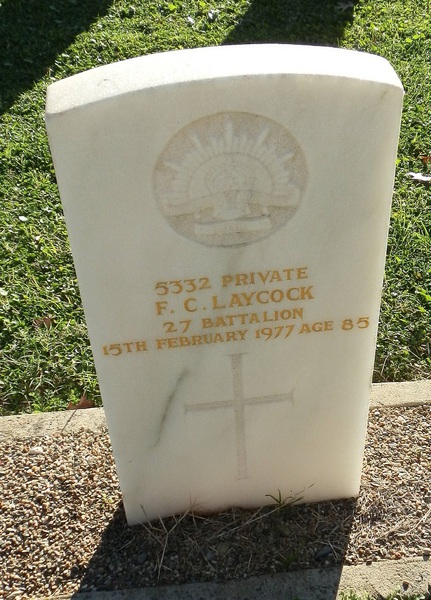 5332 PRIVATE
F. C. LAYCOCK
27 BATTALION
15TH FEBRUARY 1977 AGE 85